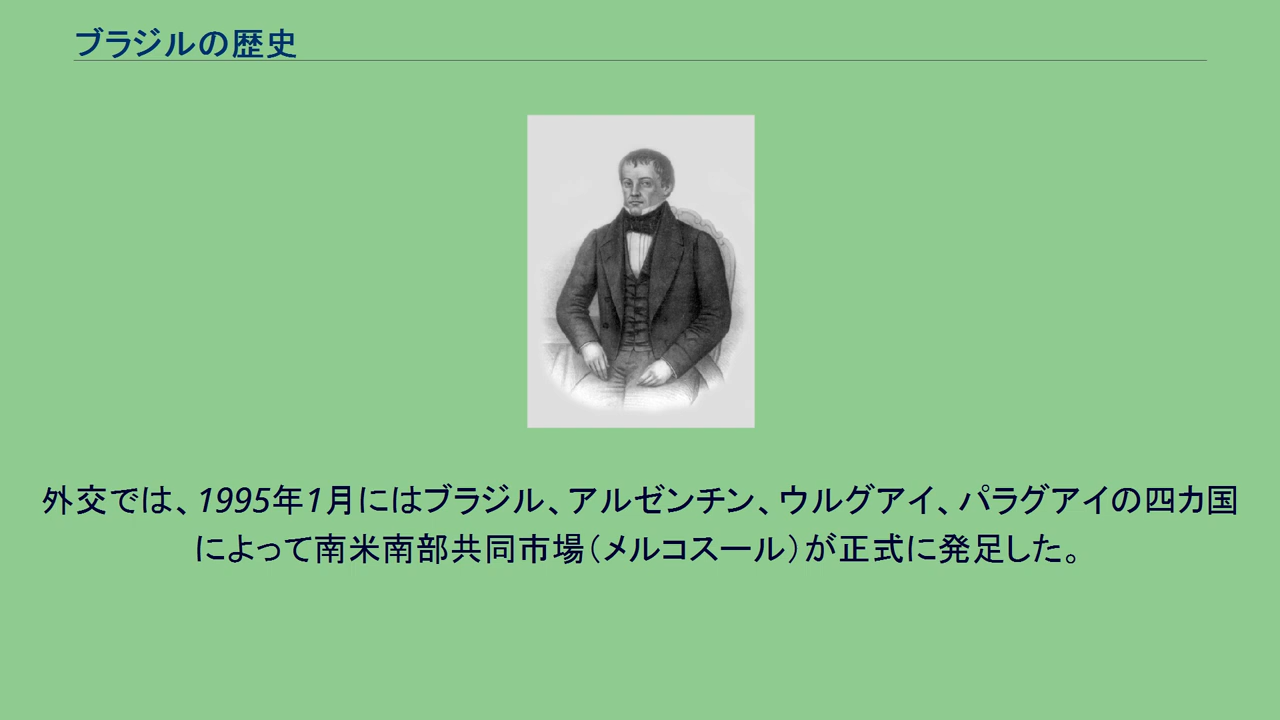 ブラジルの歴史
外交では、1995年1月にはブラジル、アルゼンチン、ウルグアイ、パラグアイの四カ国
によって南米南部共同市場（メルコスール）が正式に発足した。